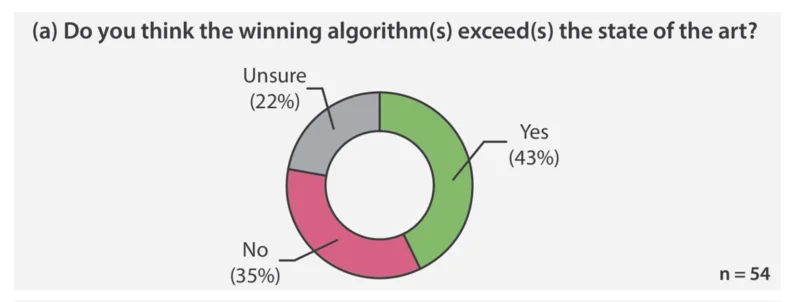 (a) Do you think the winning algorithm(s) exceed(s) the state of the art?
Unsure
(22%)
Yes
(43%)
No
(35%)
n = 54